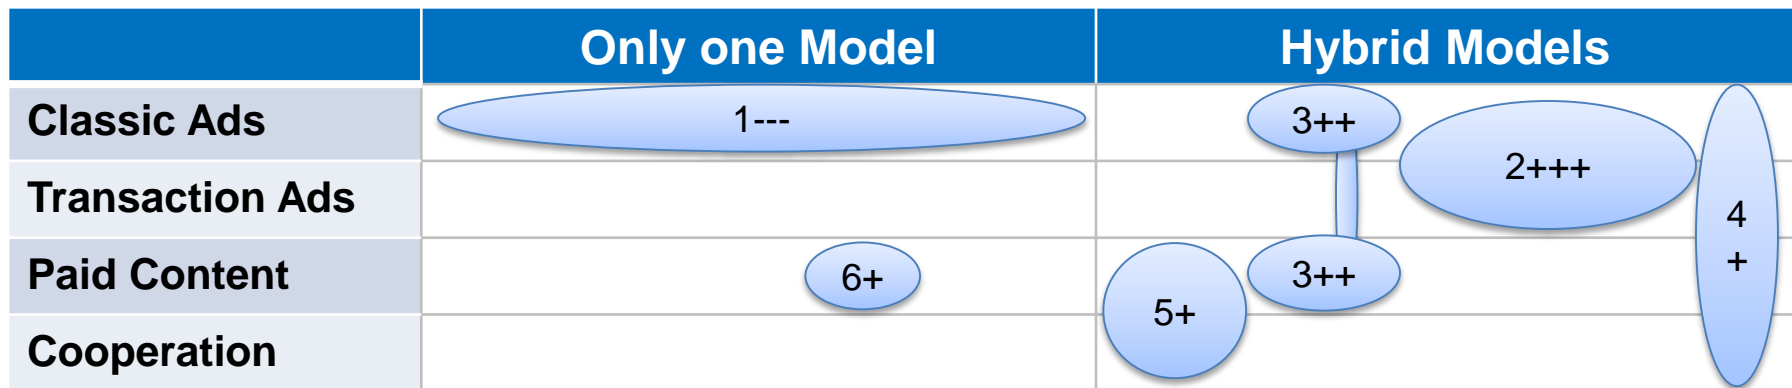 Only one Model
Hybrid Models
Classic Ads
1---
3++
2+++
Transaction Ads
4
+
Paid Content
6+
3++
5+
Cooperation